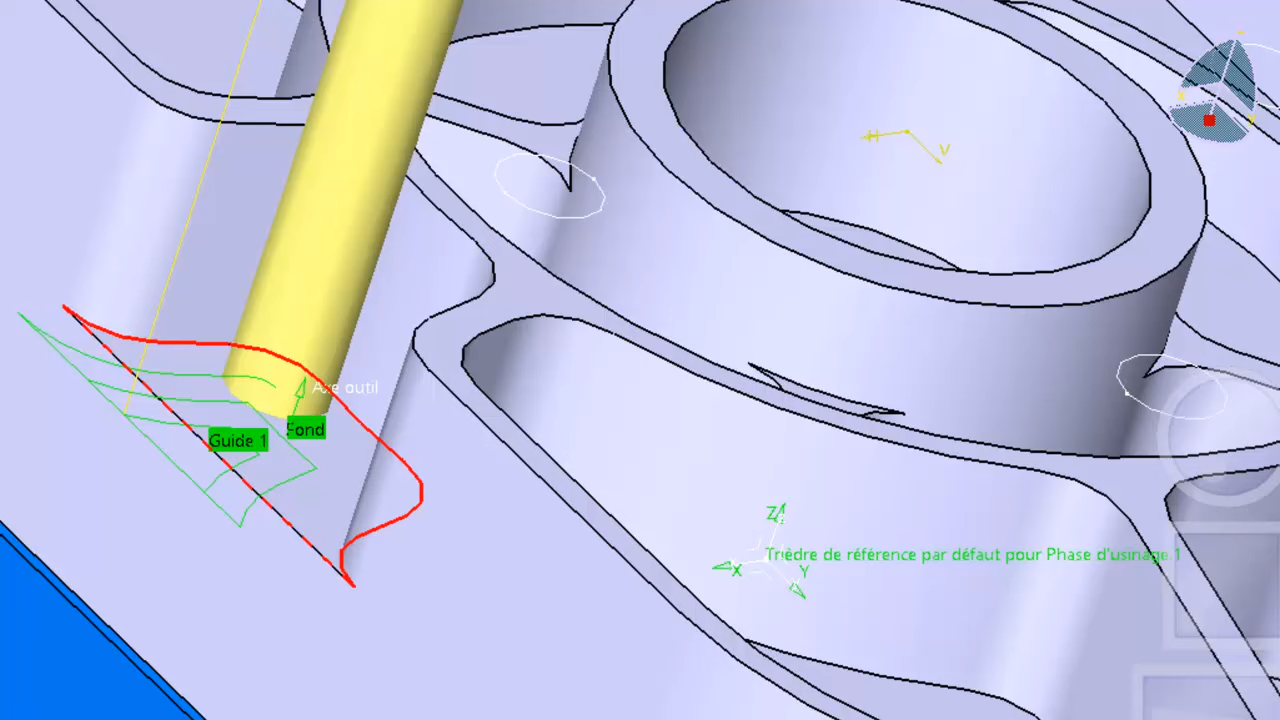 H
V
Axe outil
Fond
Guide 1
Z
Trièdre de référence par défaut pour Phase d'usinage.1
X
Y